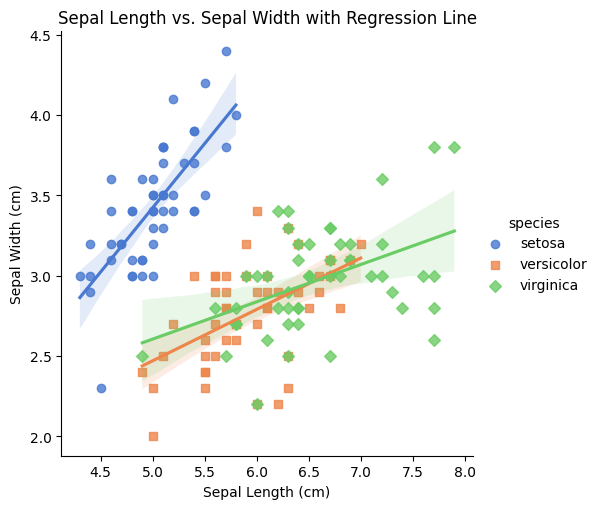 Sepal Length vs. Sepal Width with Regression Line
4.5
4.0
3.5
3.0
2.5
2.0
Sepal Width (cm)
4.5 5.0 5.5 6.0 6.5 7.0 7.5 8.0
Sepal Length (cm)
species
setosa
versicolor
virginica